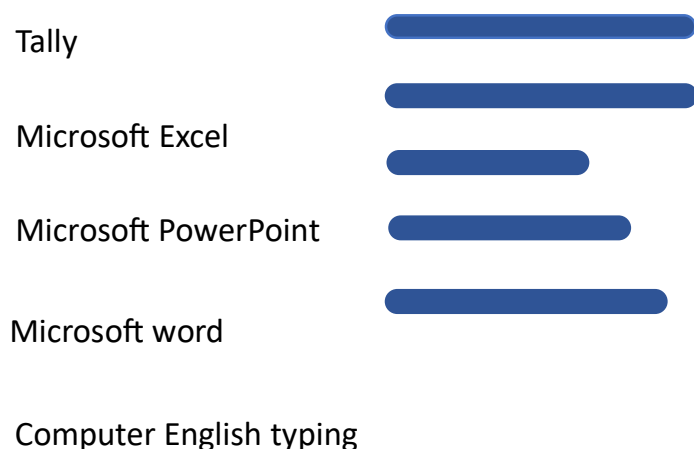 Tally
Microsoft Excel
Microsoft PowerPoint
Microsoft word
Computer English typing